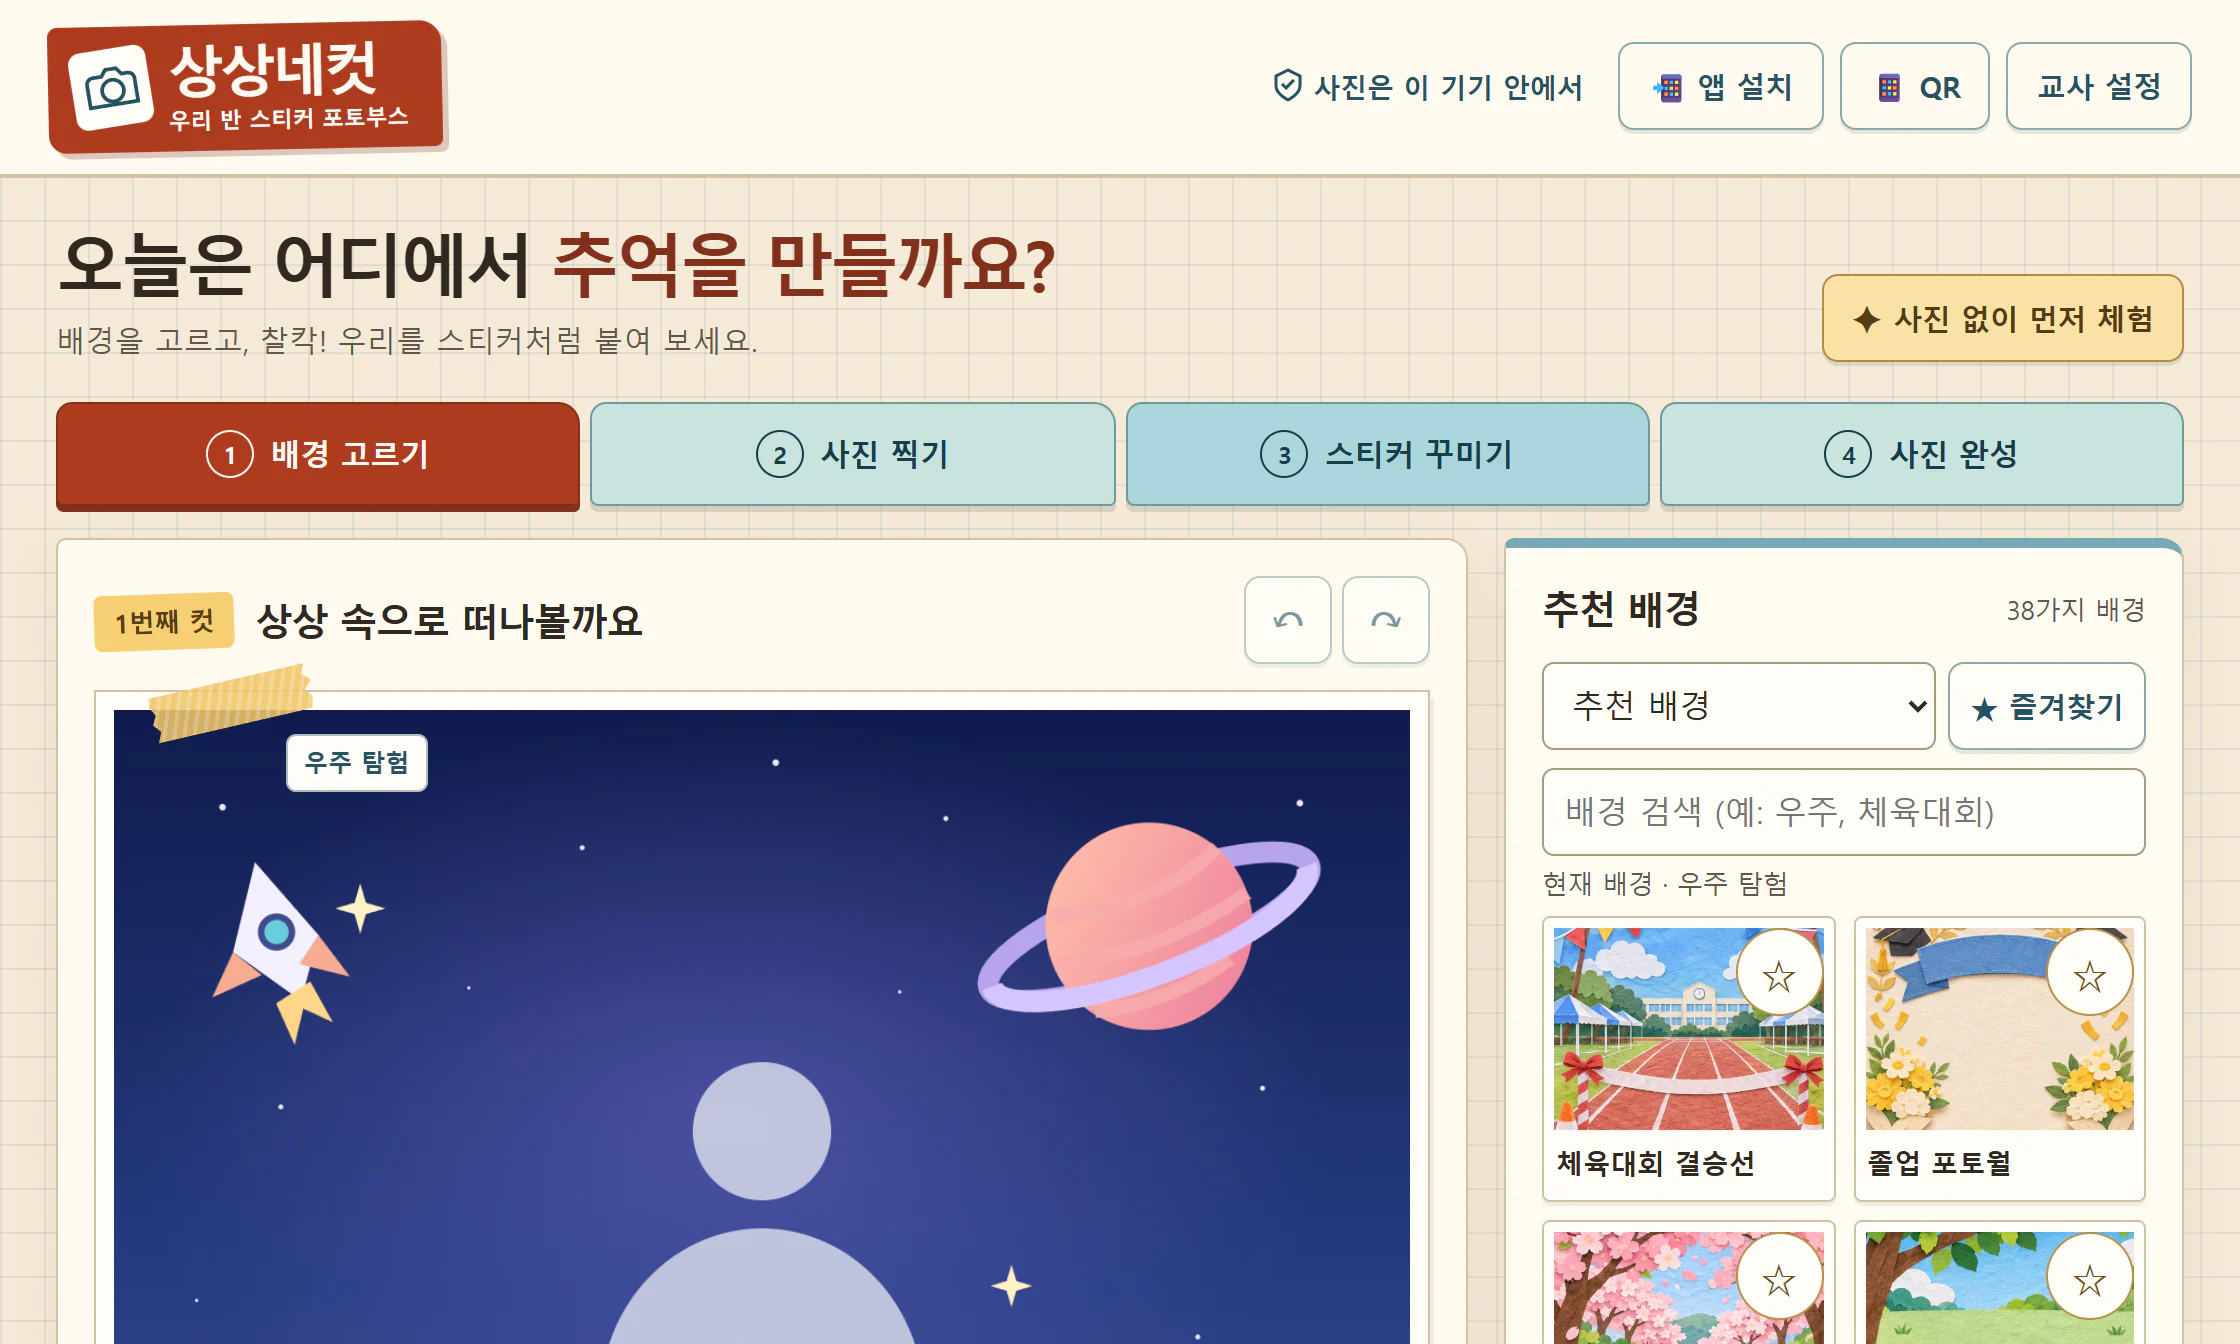 상상네컷
우리 반 스티커 포토부스
사진은 이 기기 안에서
앱 설치
QR
교사 설정
오늘은 어디에서 추억을 만들까요?
배경을 고르고, 찰칵! 우리를 스티커처럼 붙여 보세요.
사진 없이 먼저 체험
1 배경 고르기
2 사진 찍기
3 스티커 꾸미기
4 사진 완성
1번째 컷
상상 속으로 떠나볼까요
우주 탐험
추천 배경
38가지 배경
추천 배경
★ 즐겨찾기
배경 검색 (예: 우주, 체육대회)
현재 배경 · 우주 탐험
체육대회 결승선
졸업 포토월